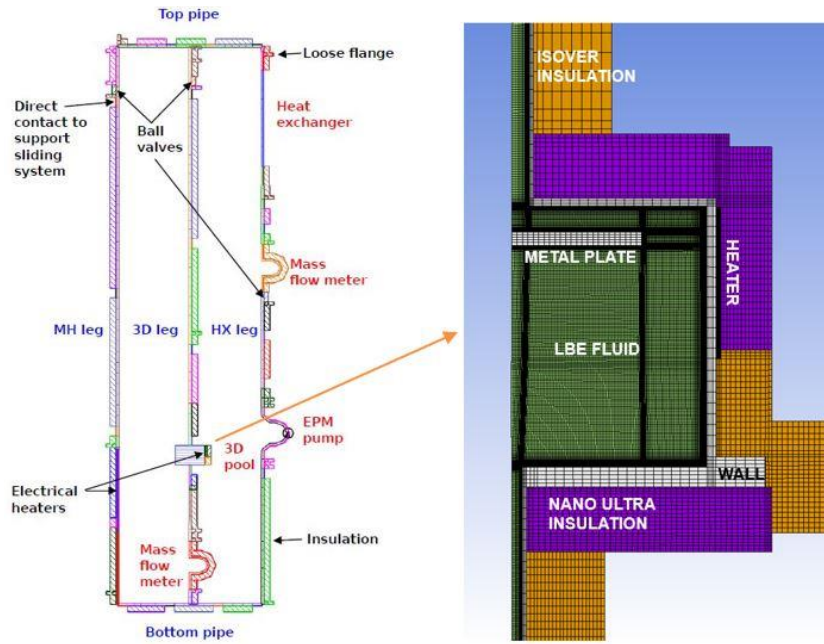 Top pipe
Loose flange
Direct
contact to
support
sliding
system
Ball
valves
Heat
exchanger
Mass flow
meter
MH leg
3D leg
HX leg
EPM
pump
3D
pool
Electrical
heaters
Insulation
Mass
flow
meter
Bottom pipe
ISOVER
INSULATION
HEATER
METAL PLATE
LBE FLUID
WALL
NANO ULTRA
INSULATION